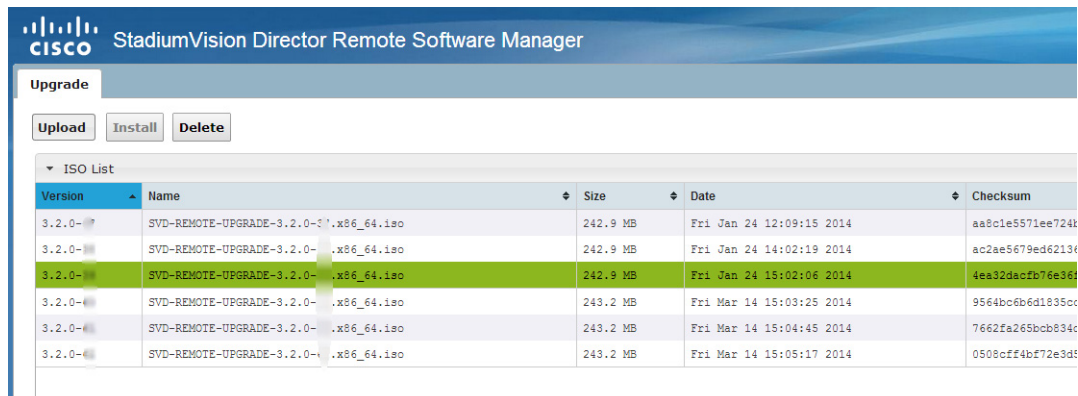 CISCO StadiumVision Director Remote Software Manager
Upgrade
Upload Install Delete
ISO List
Version Name Size Date Checksum
3.2.0- SVD-REMOTE-UPGRADE-3.2.0-3 .x86_64.iso 242.9 MB Fri Jan 24 12:09:15 2014 aa8c1e5571ee724b
3.2.0- SVD-REMOTE-UPGRADE-3.2.0- .x86_64.iso 242.9 MB Fri Jan 24 14:02:19 2014 ac2ae5679ed62136
3.2.0- SVD-REMOTE-UPGRADE-3.2.0- .x86_64.iso 242.9 MB Fri Jan 24 15:02:06 2014 4ea32dacfb76e36f
3.2.0- SVD-REMOTE-UPGRADE-3.2.0- .x86_64.iso 243.2 MB Fri Mar 14 15:03:25 2014 9564bc6b6d1835cc
3.2.0- SVD-REMOTE-UPGRADE-3.2.0- .x86_64.iso 243.2 MB Fri Mar 14 15:04:45 2014 7662fa265bcb834c
3.2.0- SVD-REMOTE-UPGRADE-3.2.0- .x86_64.iso 243.2 MB Fri Mar 14 15:05:17 2014 0508cff4bf72e3d5